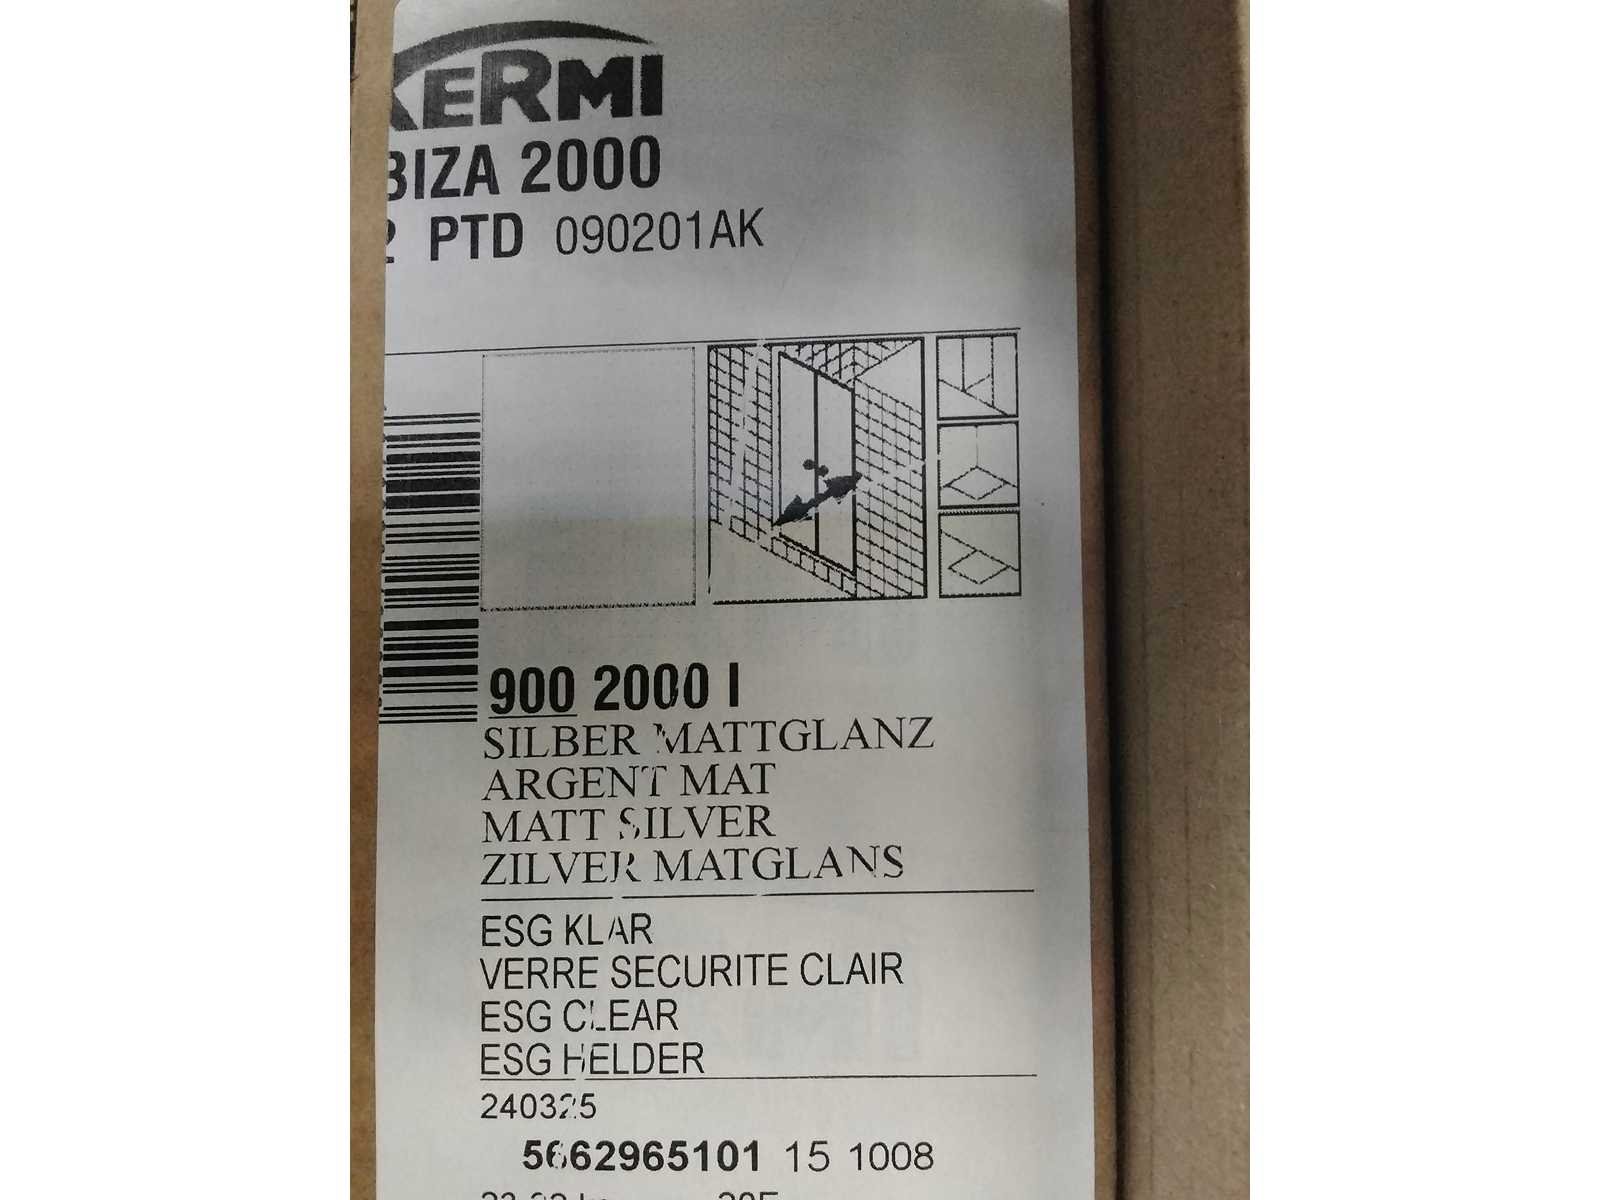 KERMI
BIZA 2000
2 PTD 090201AK
900 2000 I
SILBER MATTGLANZ
ARGENT MAT
MATT SILVER
ZILVER MATGLANS
ESG KLAR
VERRE SECURITE CLAIR
ESG CLEAR
ESG HELDER
240325
5662965101 15 1008